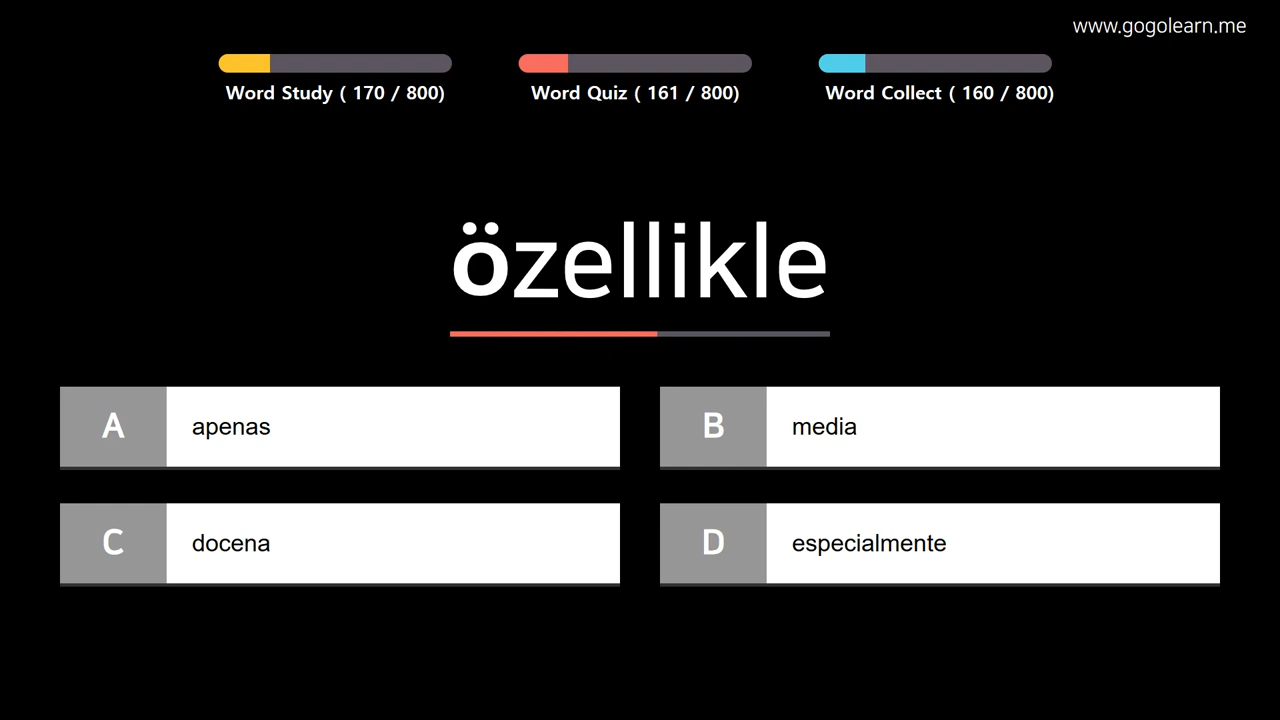 www.gogolearn.me
Word Study ( 170 / 800)
Word Quiz ( 161 / 800)
Word Collect ( 160 / 800)
özellikle
A apenas
B media
C docena
D especialmente